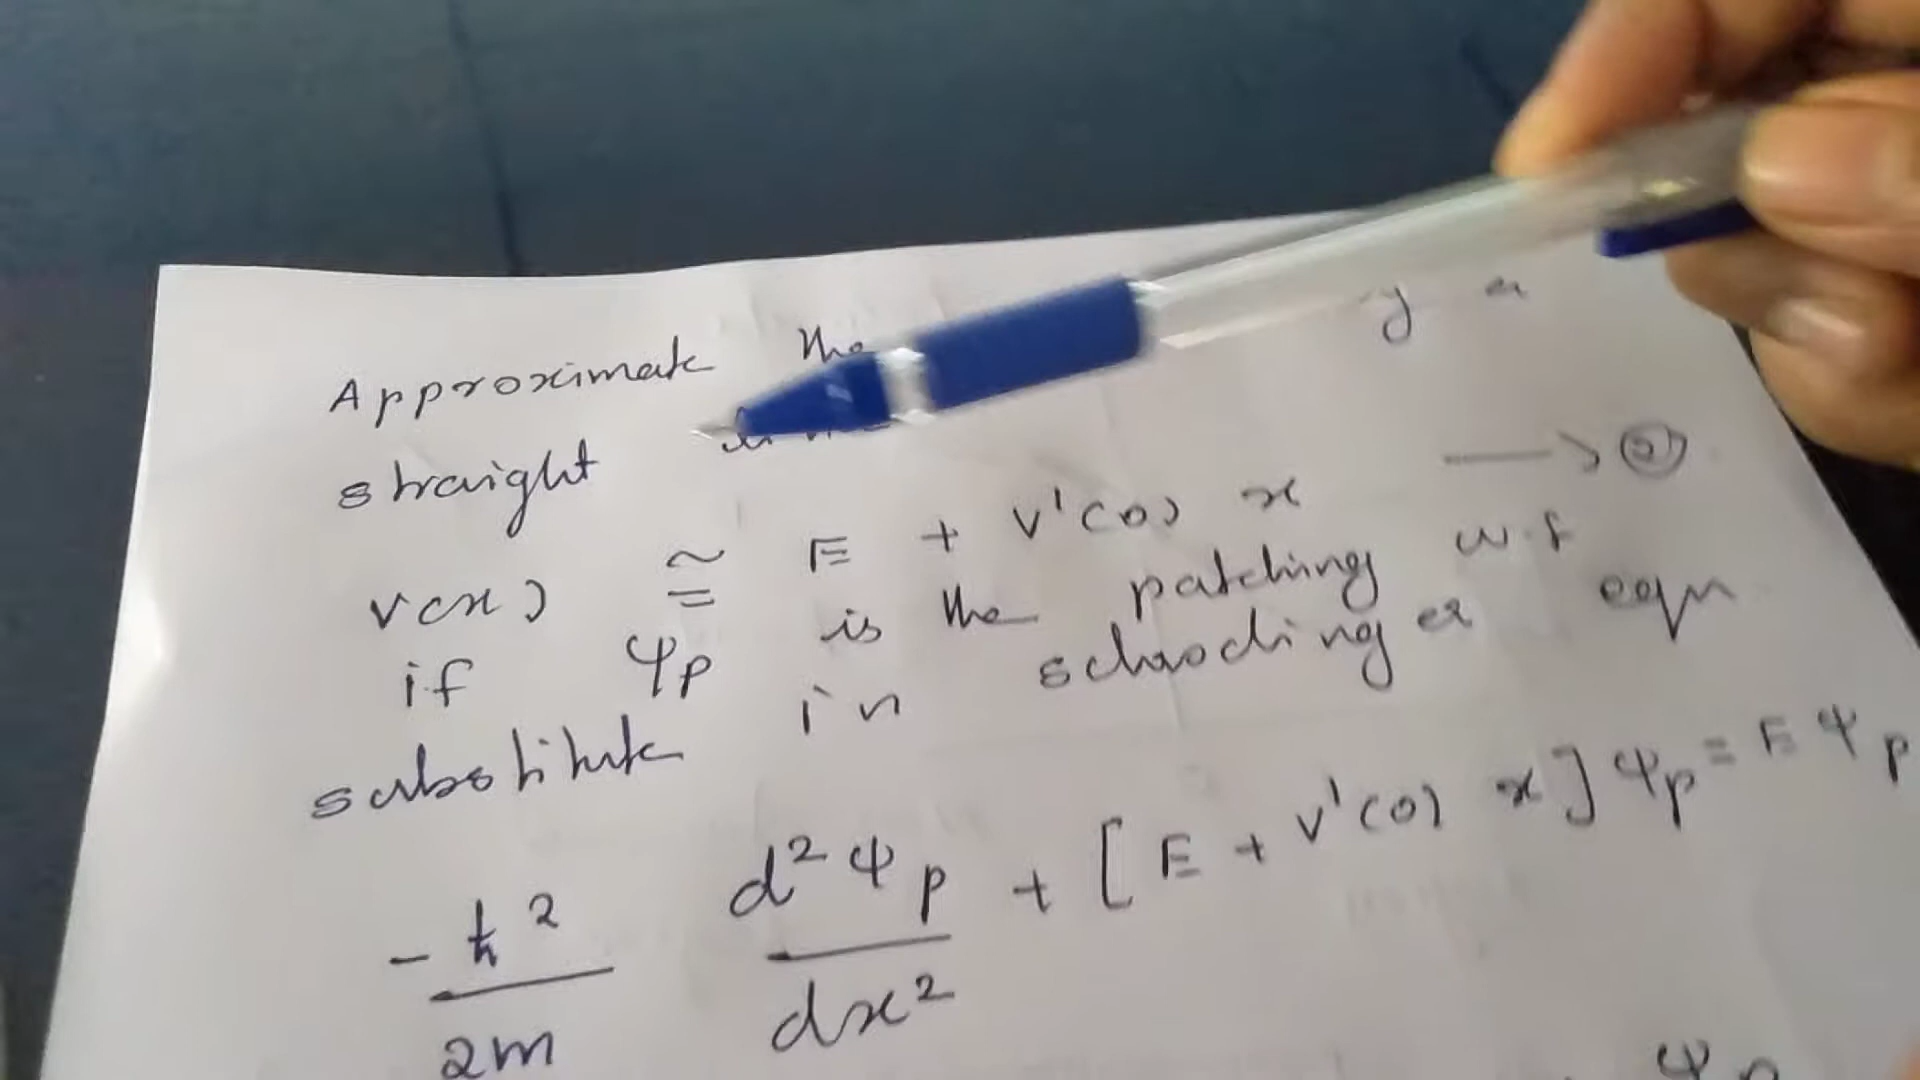 Approximate the y a
straight
V(x) ≅ E + V'(0) x → ②
if ψp is the patching w.f
substitute in schrodinger eqn
-ħ²/2m d²ψp/dx² + [E + V'(0) x] ψp = E ψp
ψp